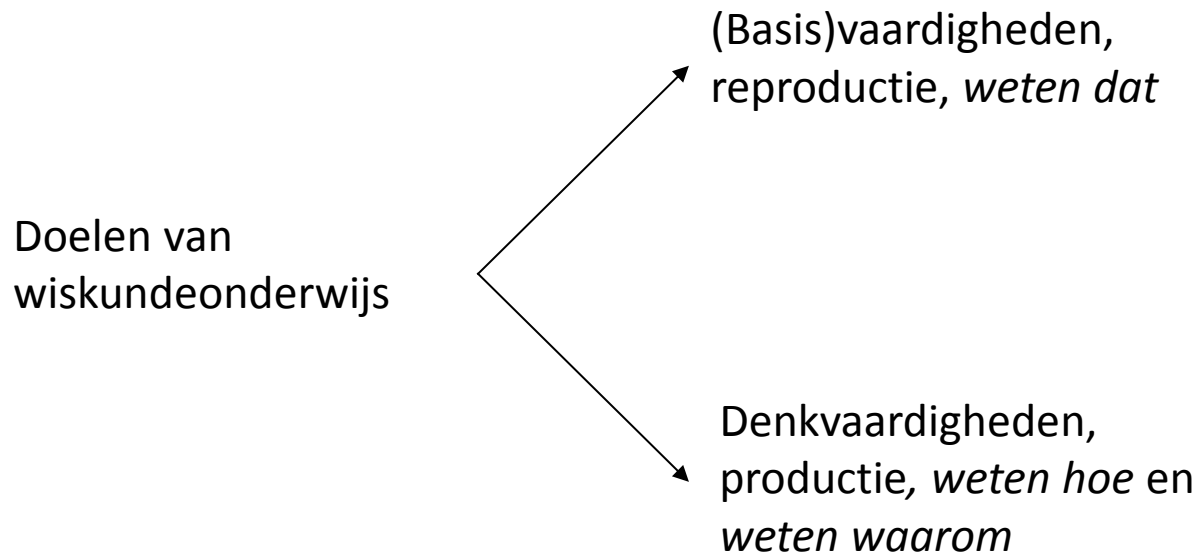 (Basis)vaardigheden,
reproductie, weten dat
Doelen van
wiskundeonderwijs
Denkvaardigheden,
productie, weten hoe en
weten waarom